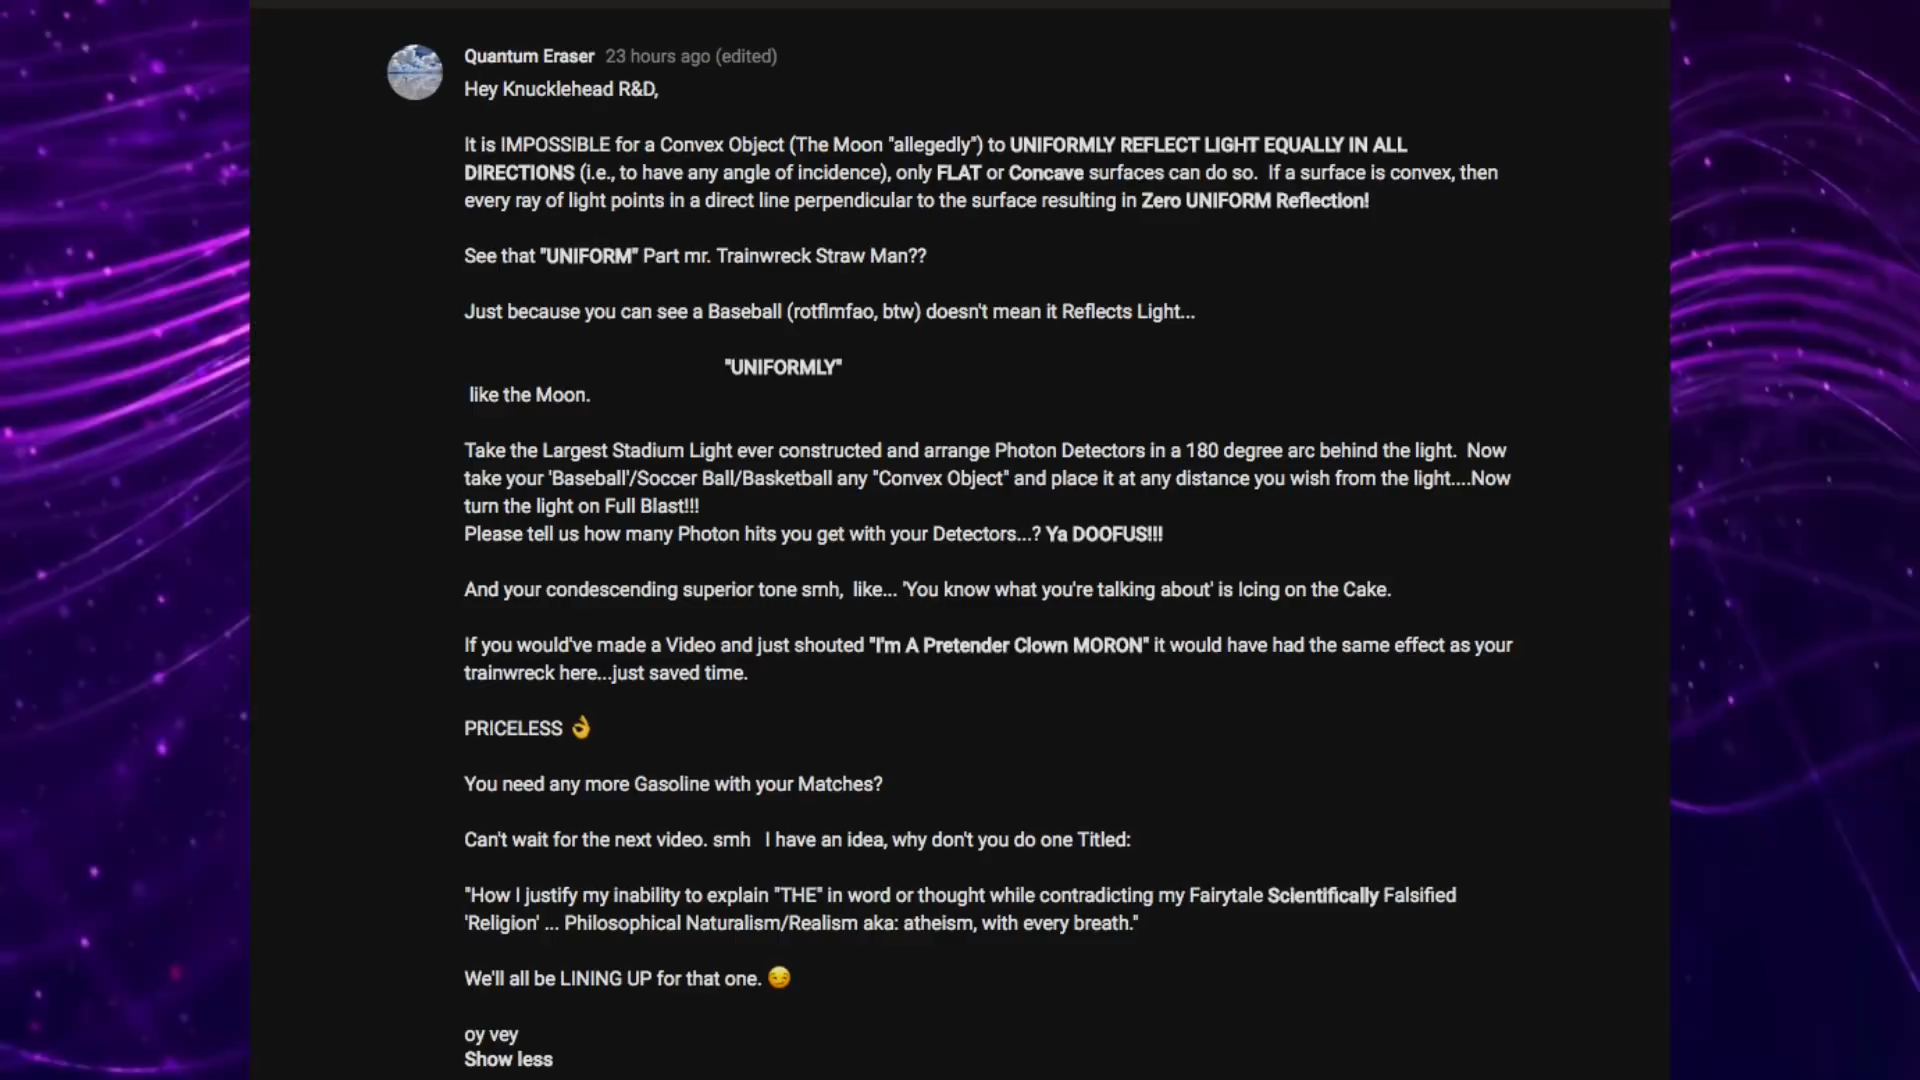 Quantum Eraser 23 hours ago (edited)
Hey Knucklehead R&D,
It is IMPOSSIBLE for a Convex Object (The Moon "allegedly") to UNIFORMLY REFLECT LIGHT EQUALLY IN ALL
DIRECTIONS (i.e., to have any angle of incidence), only FLAT or Concave surfaces can do so. If a surface is convex, then
every ray of light points in a direct line perpendicular to the surface resulting in Zero UNIFORM Reflection!
See that "UNIFORM" Part mr. Trainwreck Straw Man??
Just because you can see a Baseball (rotflmfao, btw) doesn't mean it Reflects Light...
"UNIFORMLY"
like the Moon.
Take the Largest Stadium Light ever constructed and arrange Photon Detectors in a 180 degree arc behind the light. Now
take your 'Baseball'/Soccer Ball/Basketball any "Convex Object" and place it at any distance you wish from the light....Now
turn the light on Full Blast!!!
Please tell us how many Photon hits you get with your Detectors...? Ya DOOFUS!!!
And your condescending superior tone smh, like... 'You know what you're talking about' is Icing on the Cake.
If you would've made a Video and just shouted "I'm A Pretender Clown MORON" it would have had the same effect as your
trainwreck here...just saved time.
PRICELESS 👌
You need any more Gasoline with your Matches?
Can't wait for the next video. smh I have an idea, why don't you do one Titled:
"How I justify my inability to explain "THE" in word or thought while contradicting my Fairytale Scientifically Falsified
'Religion' ... Philosophical Naturalism/Realism aka: atheism, with every breath."
We'll all be LINING UP for that one. 😏
oy vey
Show less